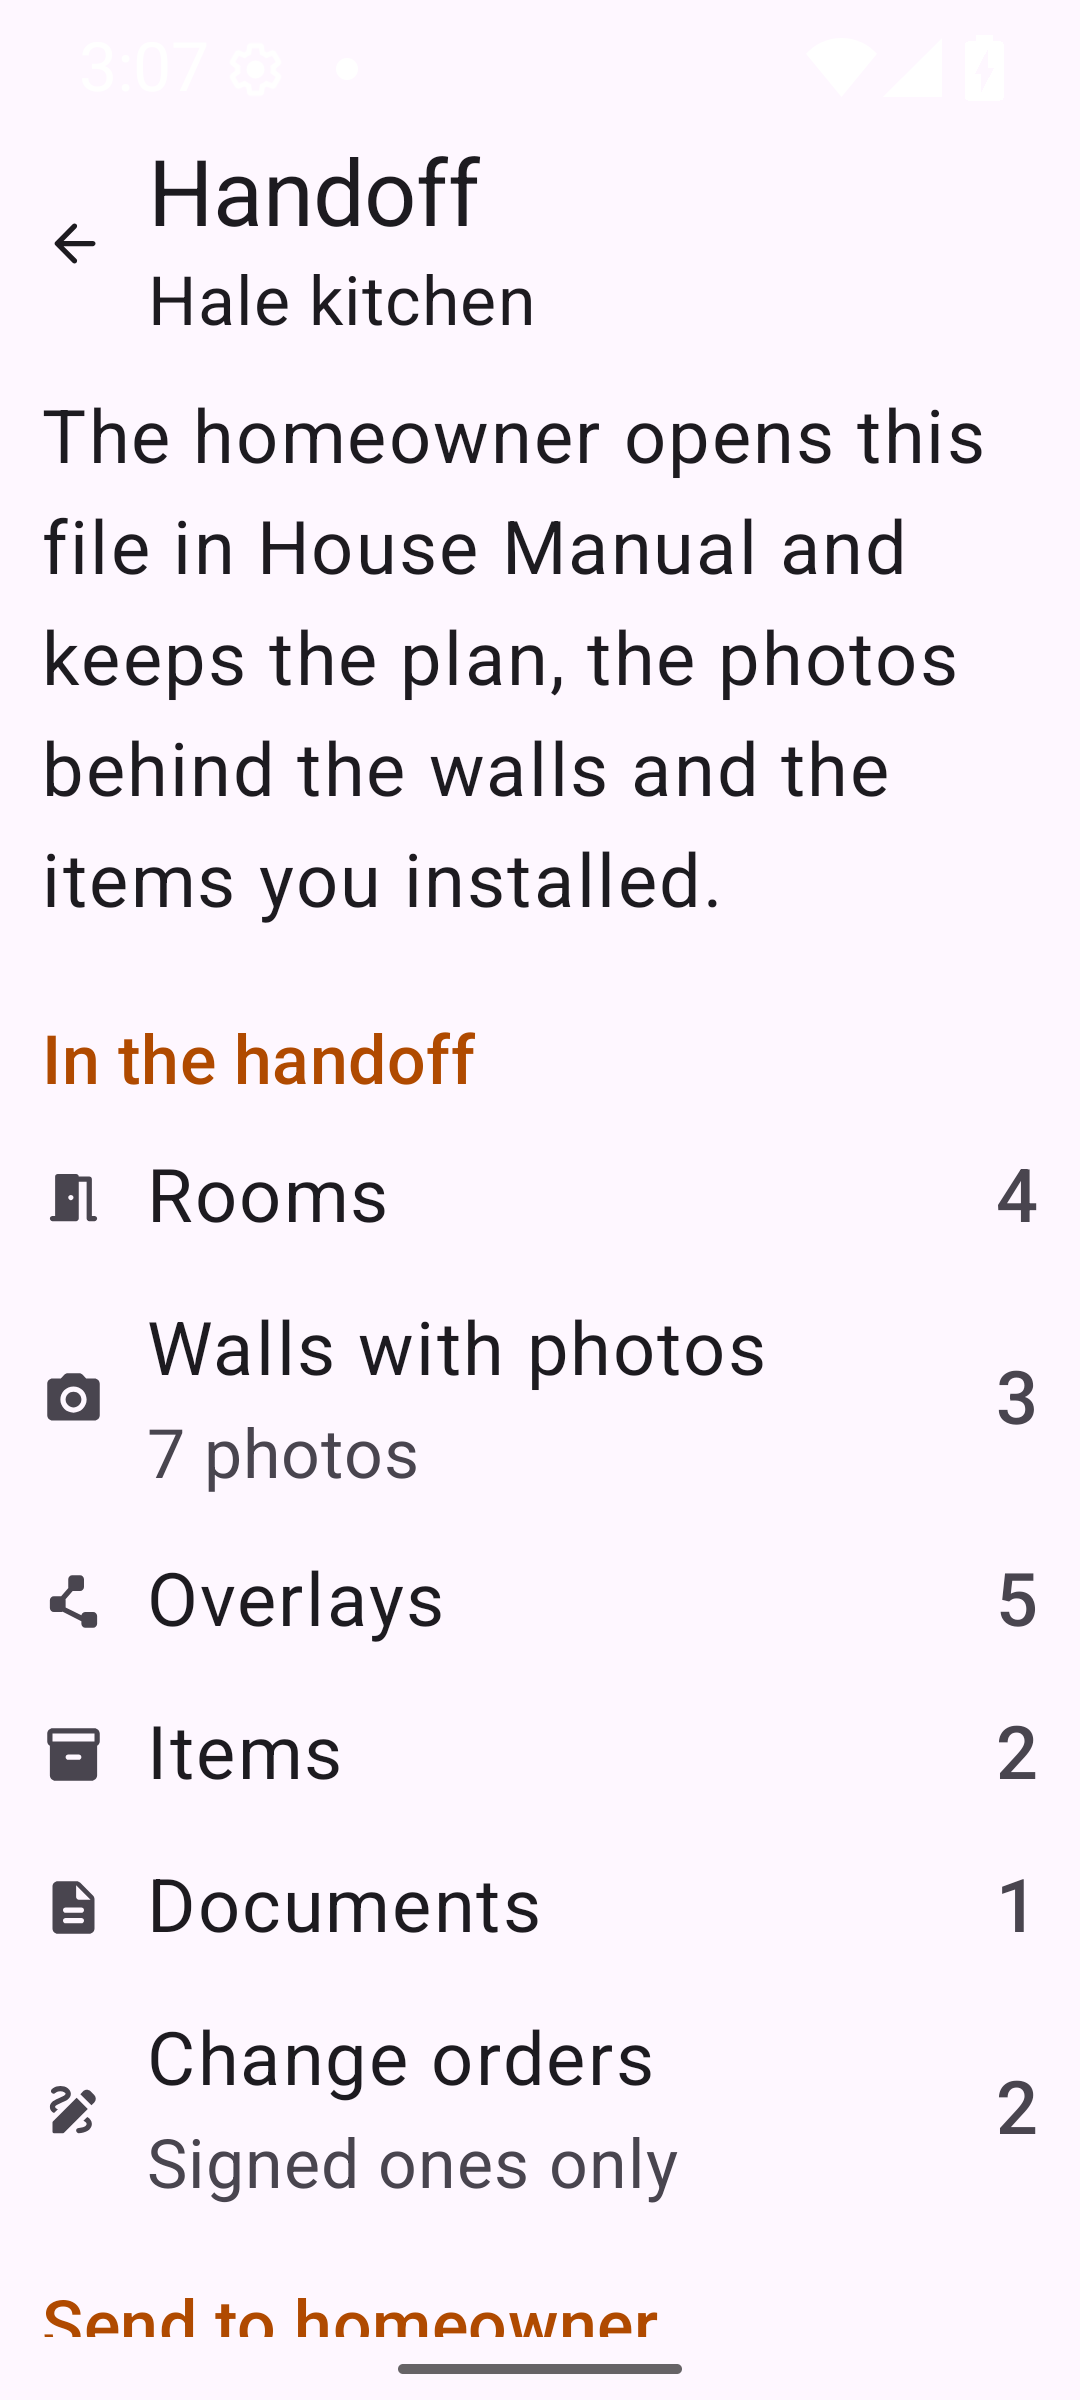 3:07
Handoff
Hale kitchen
The homeowner opens this
file in House Manual and
keeps the plan, the photos
behind the walls and the
items you installed.
In the handoff
Rooms 4
Walls with photos 3
7 photos
Overlays 5
Items 2
Documents 1
Change orders 2
Signed ones only
Send to homeowner